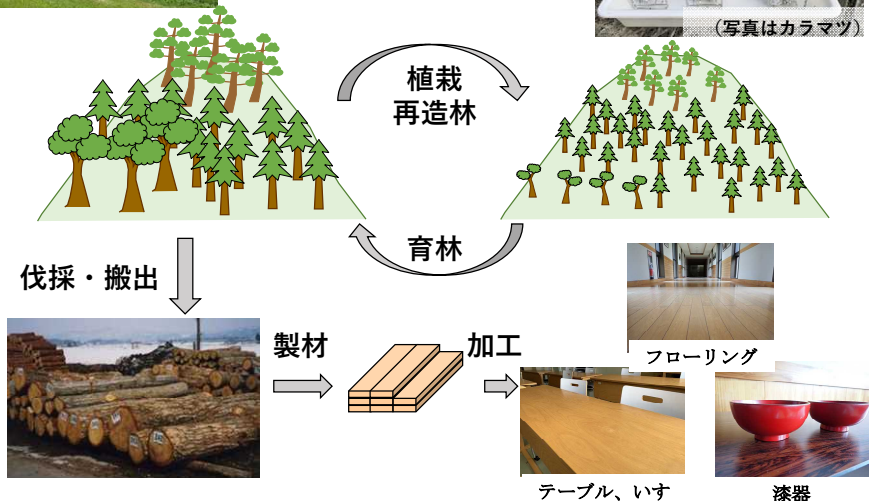 (写真はカラマツ)
植栽
再造林
育林
伐採・搬出
製材
加工
フローリング
テーブル、いす
漆器